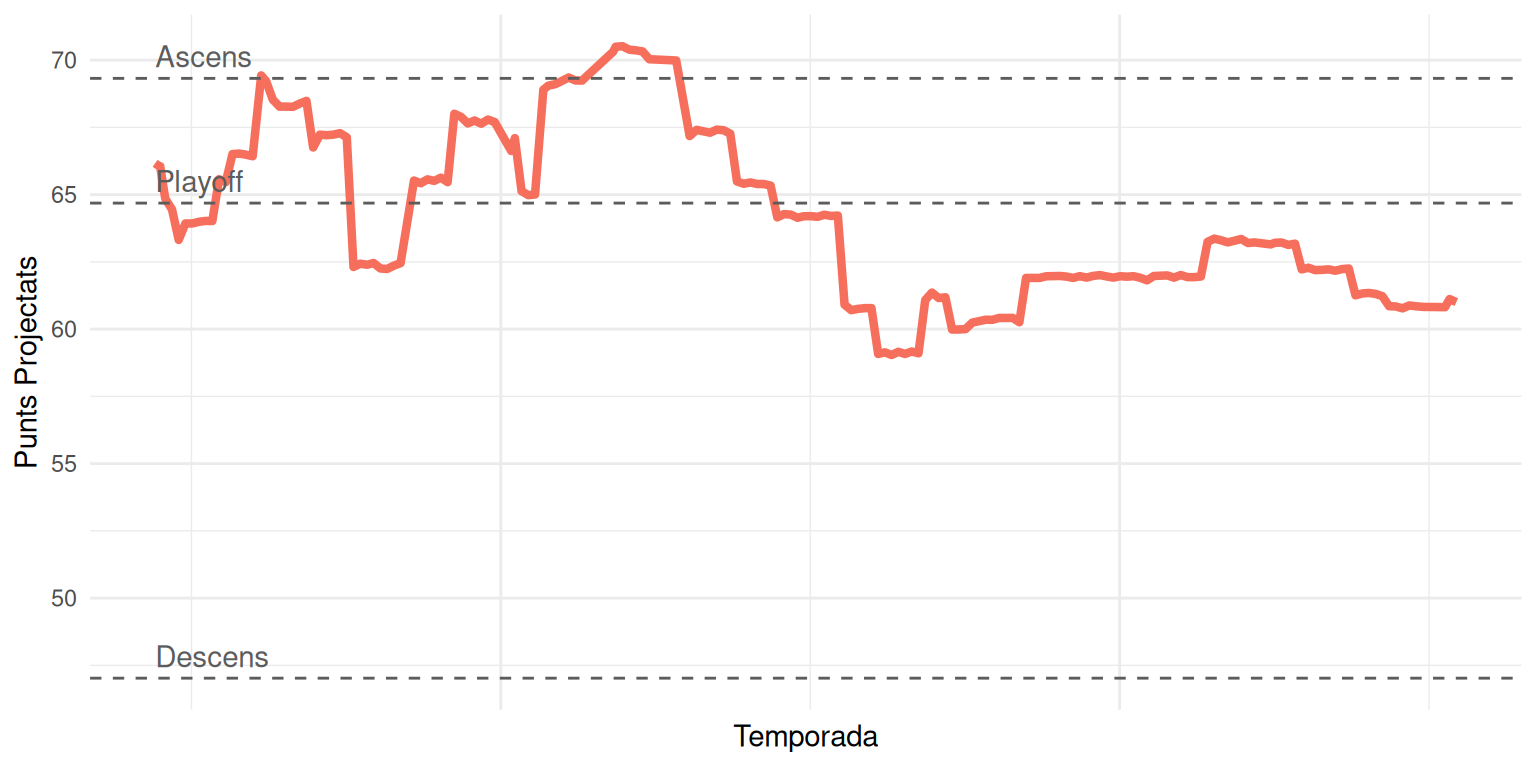 Ascens
Playoff
Descens
70
65
60
55
50
Punts Projectats
Temporada